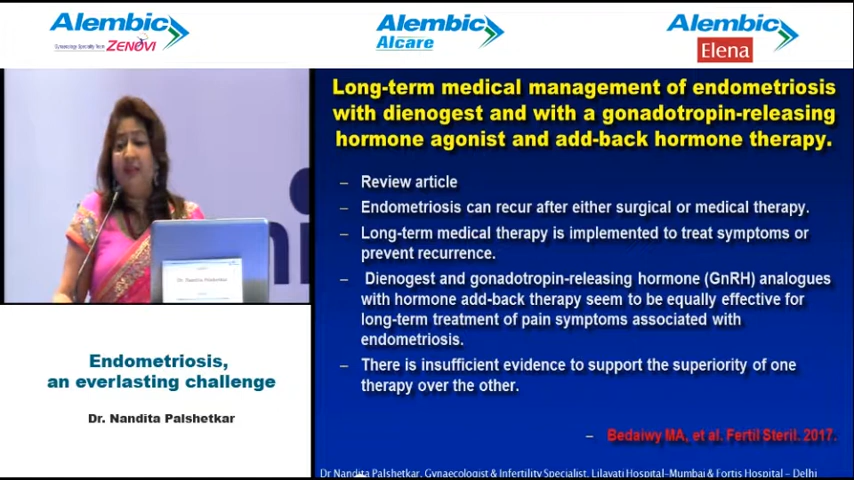 Alembic
ZENOVI
Alembic
Alcare
Alembic
Elena
Long-term medical management of endometriosis
with dienogest and with a gonadotropin-releasing
hormone agonist and add-back hormone therapy.
– Review article
– Endometriosis can recur after either surgical or medical therapy.
– Long-term medical therapy is implemented to treat symptoms or
prevent recurrence.
– Dienogest and gonadotropin-releasing hormone (GnRH) analogues
with hormone add-back therapy seem to be equally effective for
long-term treatment of pain symptoms associated with
endometriosis.
– There is insufficient evidence to support the superiority of one
therapy over the other.
– Bedaiwy MA, et al. Fertil Steril. 2017.
Dr Nandita Palshetkar, Gynaecologist & Infertility Specialist, Lilavati Hospital-Mumbai & Fortis Hospital – Delhi
Dr. Nandita Palshetkar
Endometriosis,
an everlasting challenge
Dr. Nandita Palshetkar